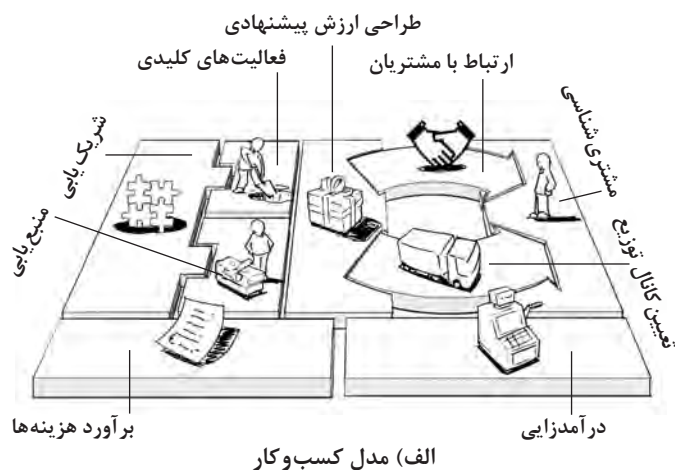 طراحی ارزش پیشنهادی
فعالیت‌های کلیدی
ارتباط با مشتریان
شریک یابی
مشتری شناسی
منبع‌یابی
تعیین کانال توزیع
برآورد هزینه‌ها
درآمدزایی
الف) مدل کسب‌وکار